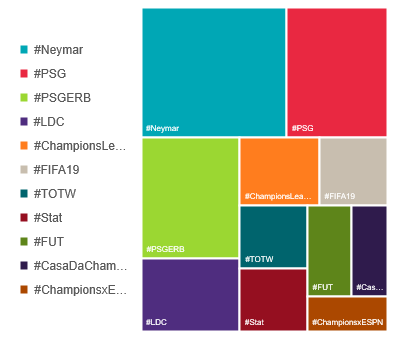 #Neymar
#PSG
#PSGERB
#LDC
#ChampionsLea...
#FIFA19
#TOTW
#Stat
#FUT
#CasaDaCham...
#ChampionsxE...
#Neymar
#PSG
#PSGERB
#ChampionsLea...
#FIFA19
#TOTW
#FUT
#Cas...
#LDC
#Stat
#ChampionsxESPN